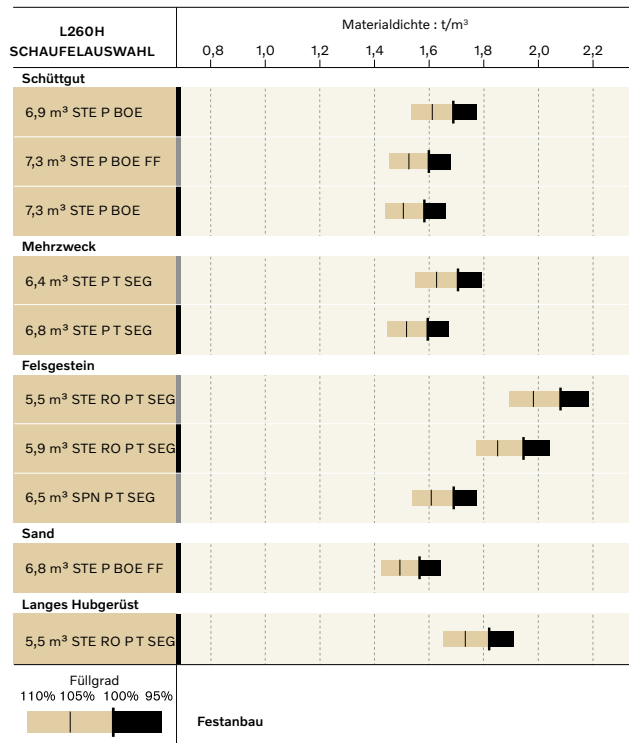 L260H
SCHAUFELAUSWAHL
Materialdichte : t/m³
0,8 1,0 1,2 1,4 1,6 1,8 2,0 2,2
Schüttgut
6,9 m³ STE P BOE
7,3 m³ STE P BOE FF
7,3 m³ STE P BOE
Mehrzweck
6,4 m³ STE P T SEG
6,8 m³ STE P T SEG
Felsgestein
5,5 m³ STE RO P T SEG
5,9 m³ STE RO P T SEG
6,5 m³ SPN P T SEG
Sand
6,8 m³ STE P BOE FF
Langes Hubgerüst
5,5 m³ STE RO P T SEG
Füllgrad
110% 105% 100% 95%
Festanbau